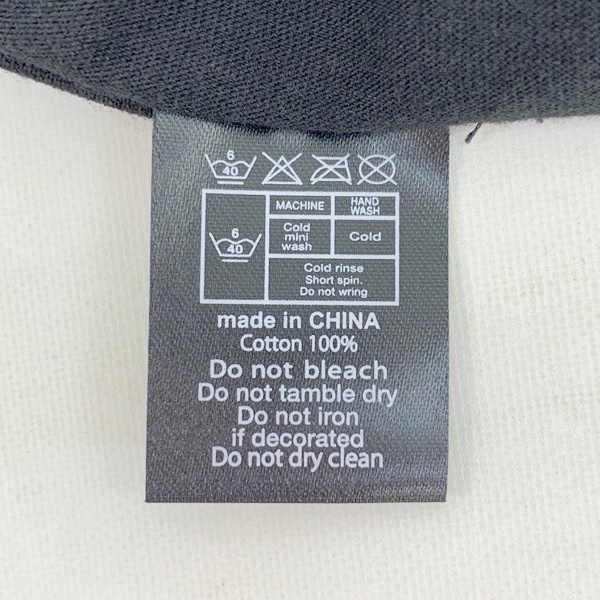 6
40
MACHINE
HAND
WASH
6
40
Cold
mini
wash
Cold
Cold rinse
Short spin.
Do not wring
made in CHINA
Cotton 100%
Do not bleach
Do not tamble dry
Do not iron
if decorated
Do not dry clean